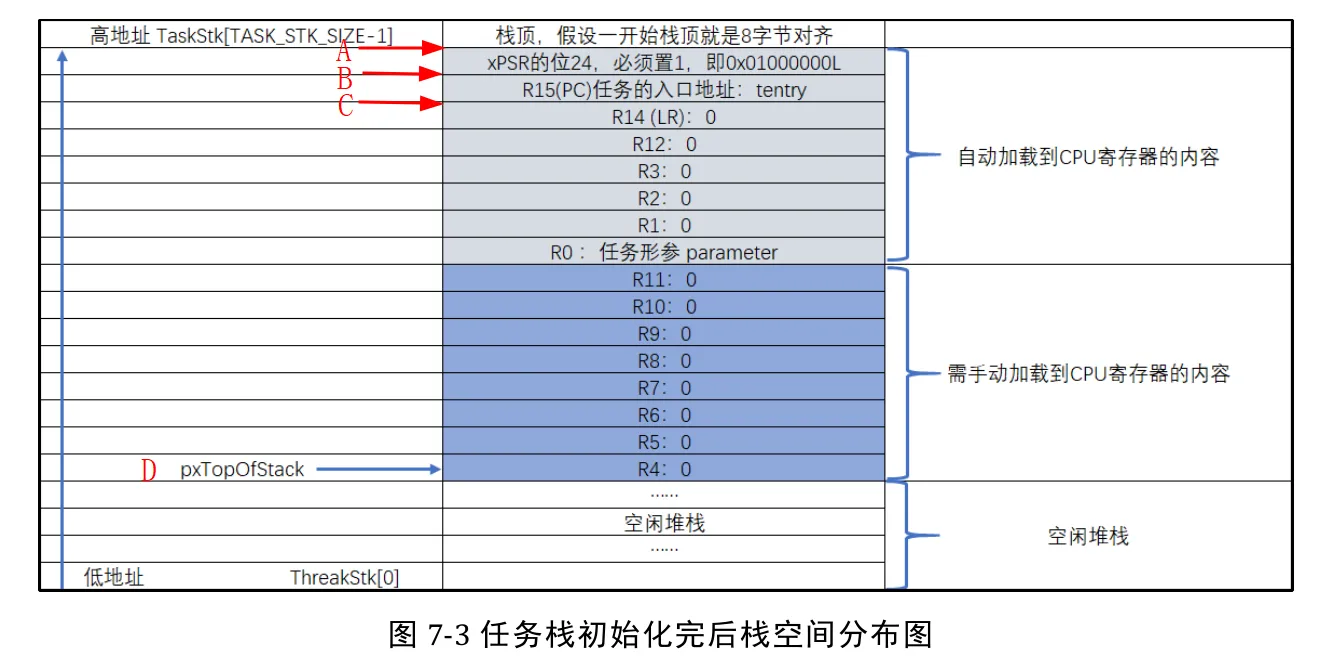 高地址 TaskStk[TASK_STK_SIZE-1]
栈顶，假设一开始栈顶就是8字节对齐
A
xPSR的位24，必须置1，即0x01000000L
B
R15(PC)任务的入口地址：tentry
C
R14 (LR)：0
R12：0
自动加载到CPU寄存器的内容
R3：0
R2：0
R1：0
R0 ：任务形参 parameter
R11：0
R10：0
R9：0
R8：0
需手动加载到CPU寄存器的内容
R7：0
R6：0
R5：0
D pxTopOfStack
R4：0
……
空闲堆栈
空闲堆栈
……
低地址 ThreakStk[0]
图 7-3 任务栈初始化完后栈空间分布图